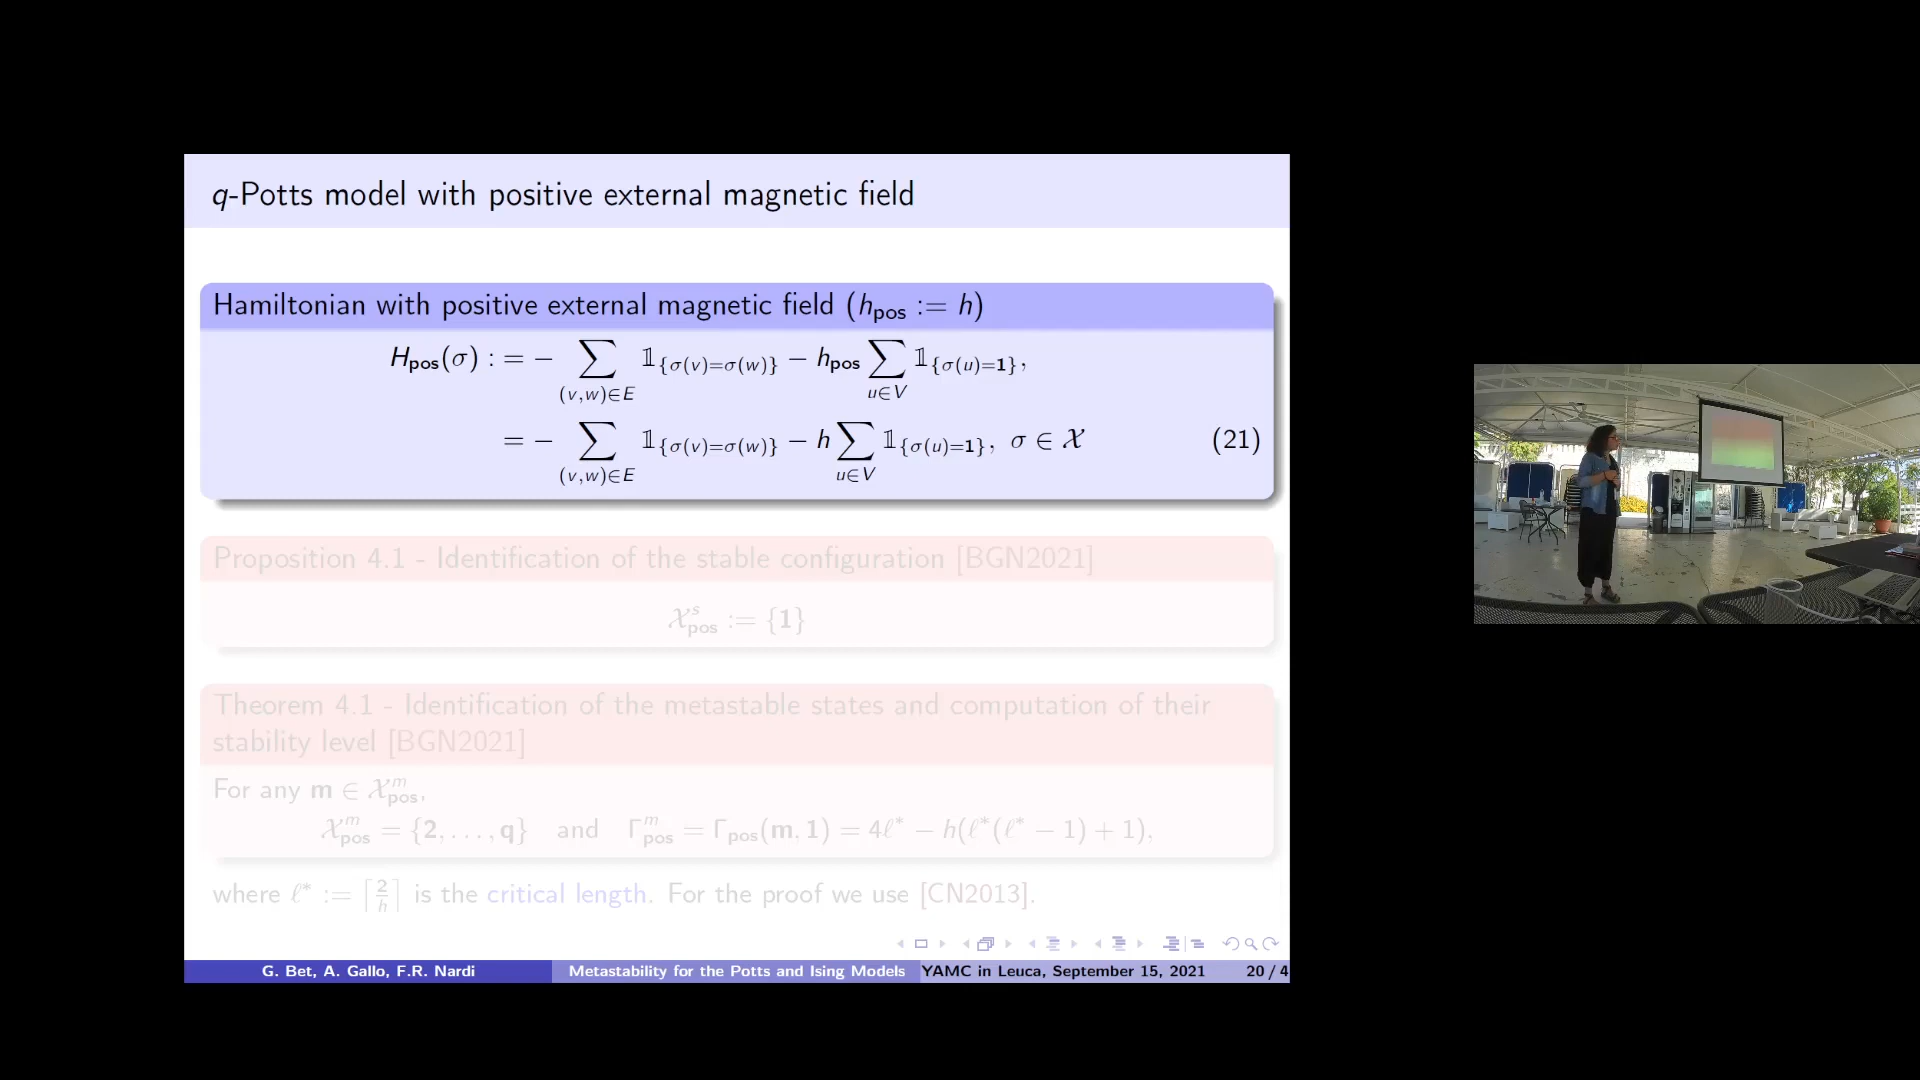 q-Potts model with positive external magnetic field
Hamiltonian with positive external magnetic field (h_pos := h)
H_pos(σ) : = − ∑_{(v,w)∈E} 𝟙_{σ(v)=σ(w)} − h_pos ∑_{u∈V} 𝟙_{σ(u)=1},
= − ∑_{(v,w)∈E} 𝟙_{σ(v)=σ(w)} − h ∑_{u∈V} 𝟙_{σ(u)=1}, σ ∈ 𝒳 (21)
Proposition 4.1 - Identification of the stable configuration [BGN2021]
𝒳^s_pos := {1}
Theorem 4.1 - Identification of the metastable states and computation of their
stability level [BGN2021]
For any m ∈ 𝒳^m_pos,
𝒳^m_pos = {2, . . . , q} and Γ^m_pos = Γ_pos(m, 1) = 4ℓ* − h(ℓ*(ℓ* − 1) + 1),
where ℓ* := ⌈2/h⌉ is the critical length. For the proof we use [CN2013].
G. Bet, A. Gallo, F.R. Nardi Metastability for the Potts and Ising Models YAMC in Leuca, September 15, 2021 20 / 4